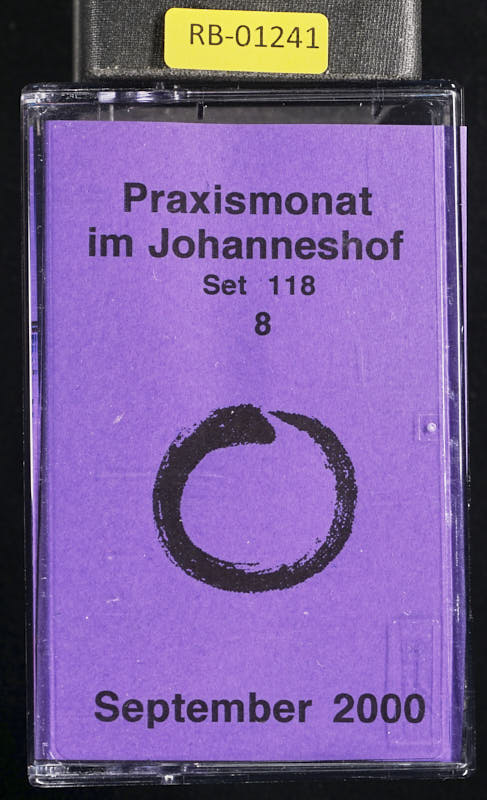 RB-01241
Praxismonat
im Johanneshof
Set 118
8
September 2000